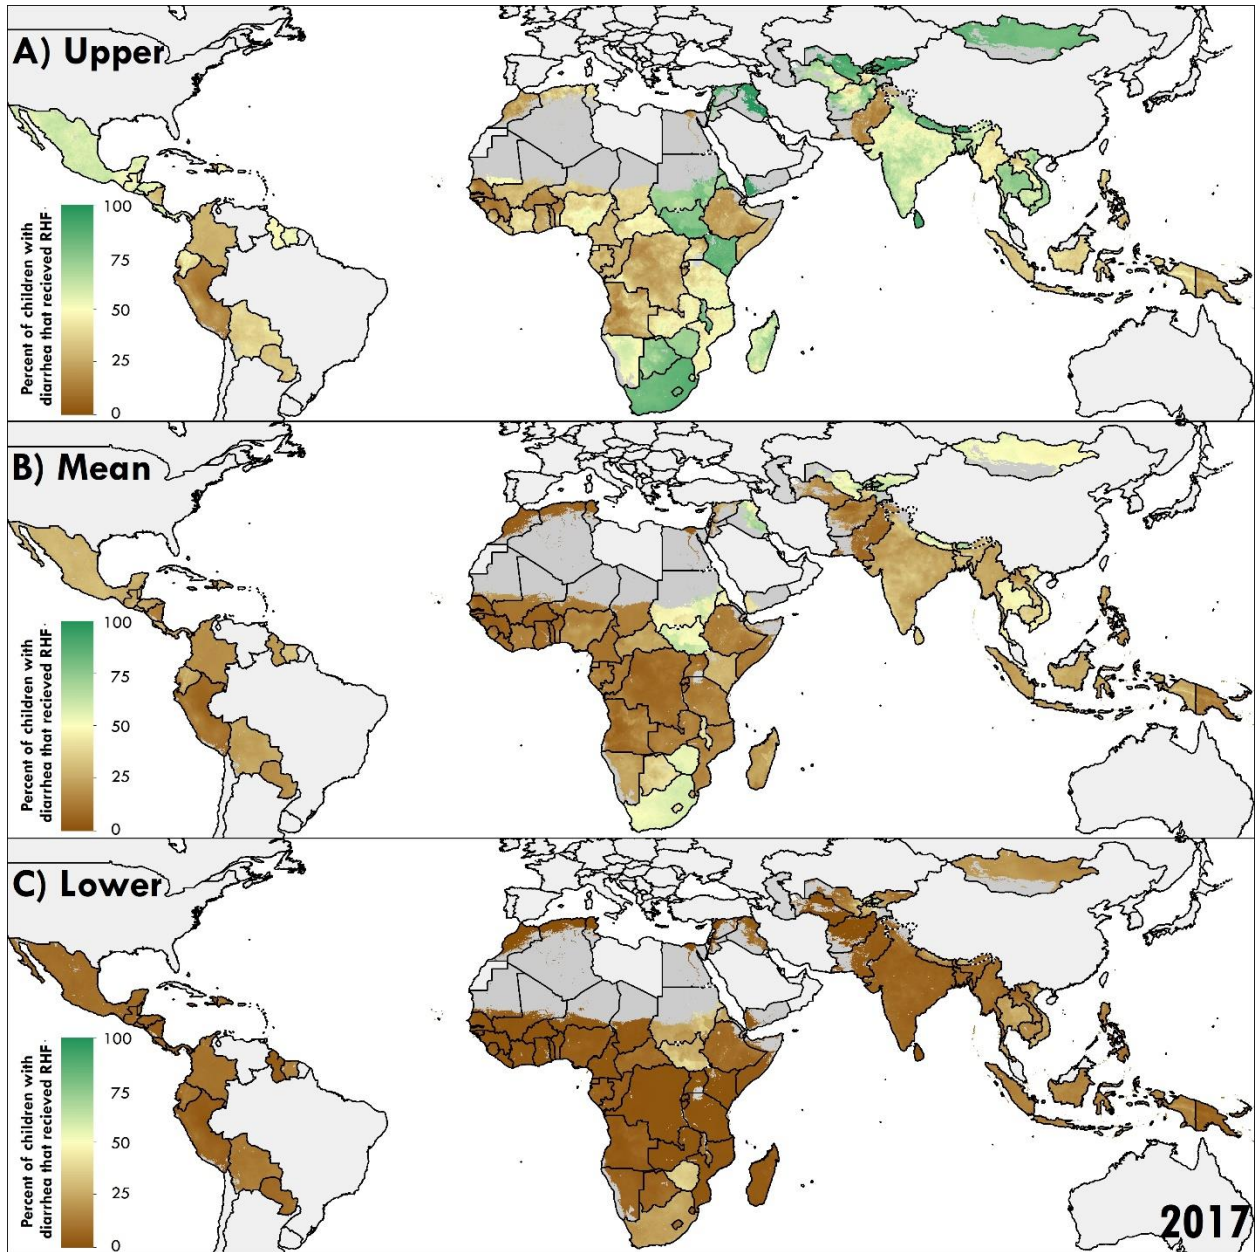 A) Upper
Percent of children with
diarrhea that recieved RHF
100
75
50
25
0
B) Mean
Percent of children with
diarrhea that recieved RHF
100
75
50
25
0
C) Lower
Percent of children with
diarrhea that recieved RHF
100
75
50
25
0
2017